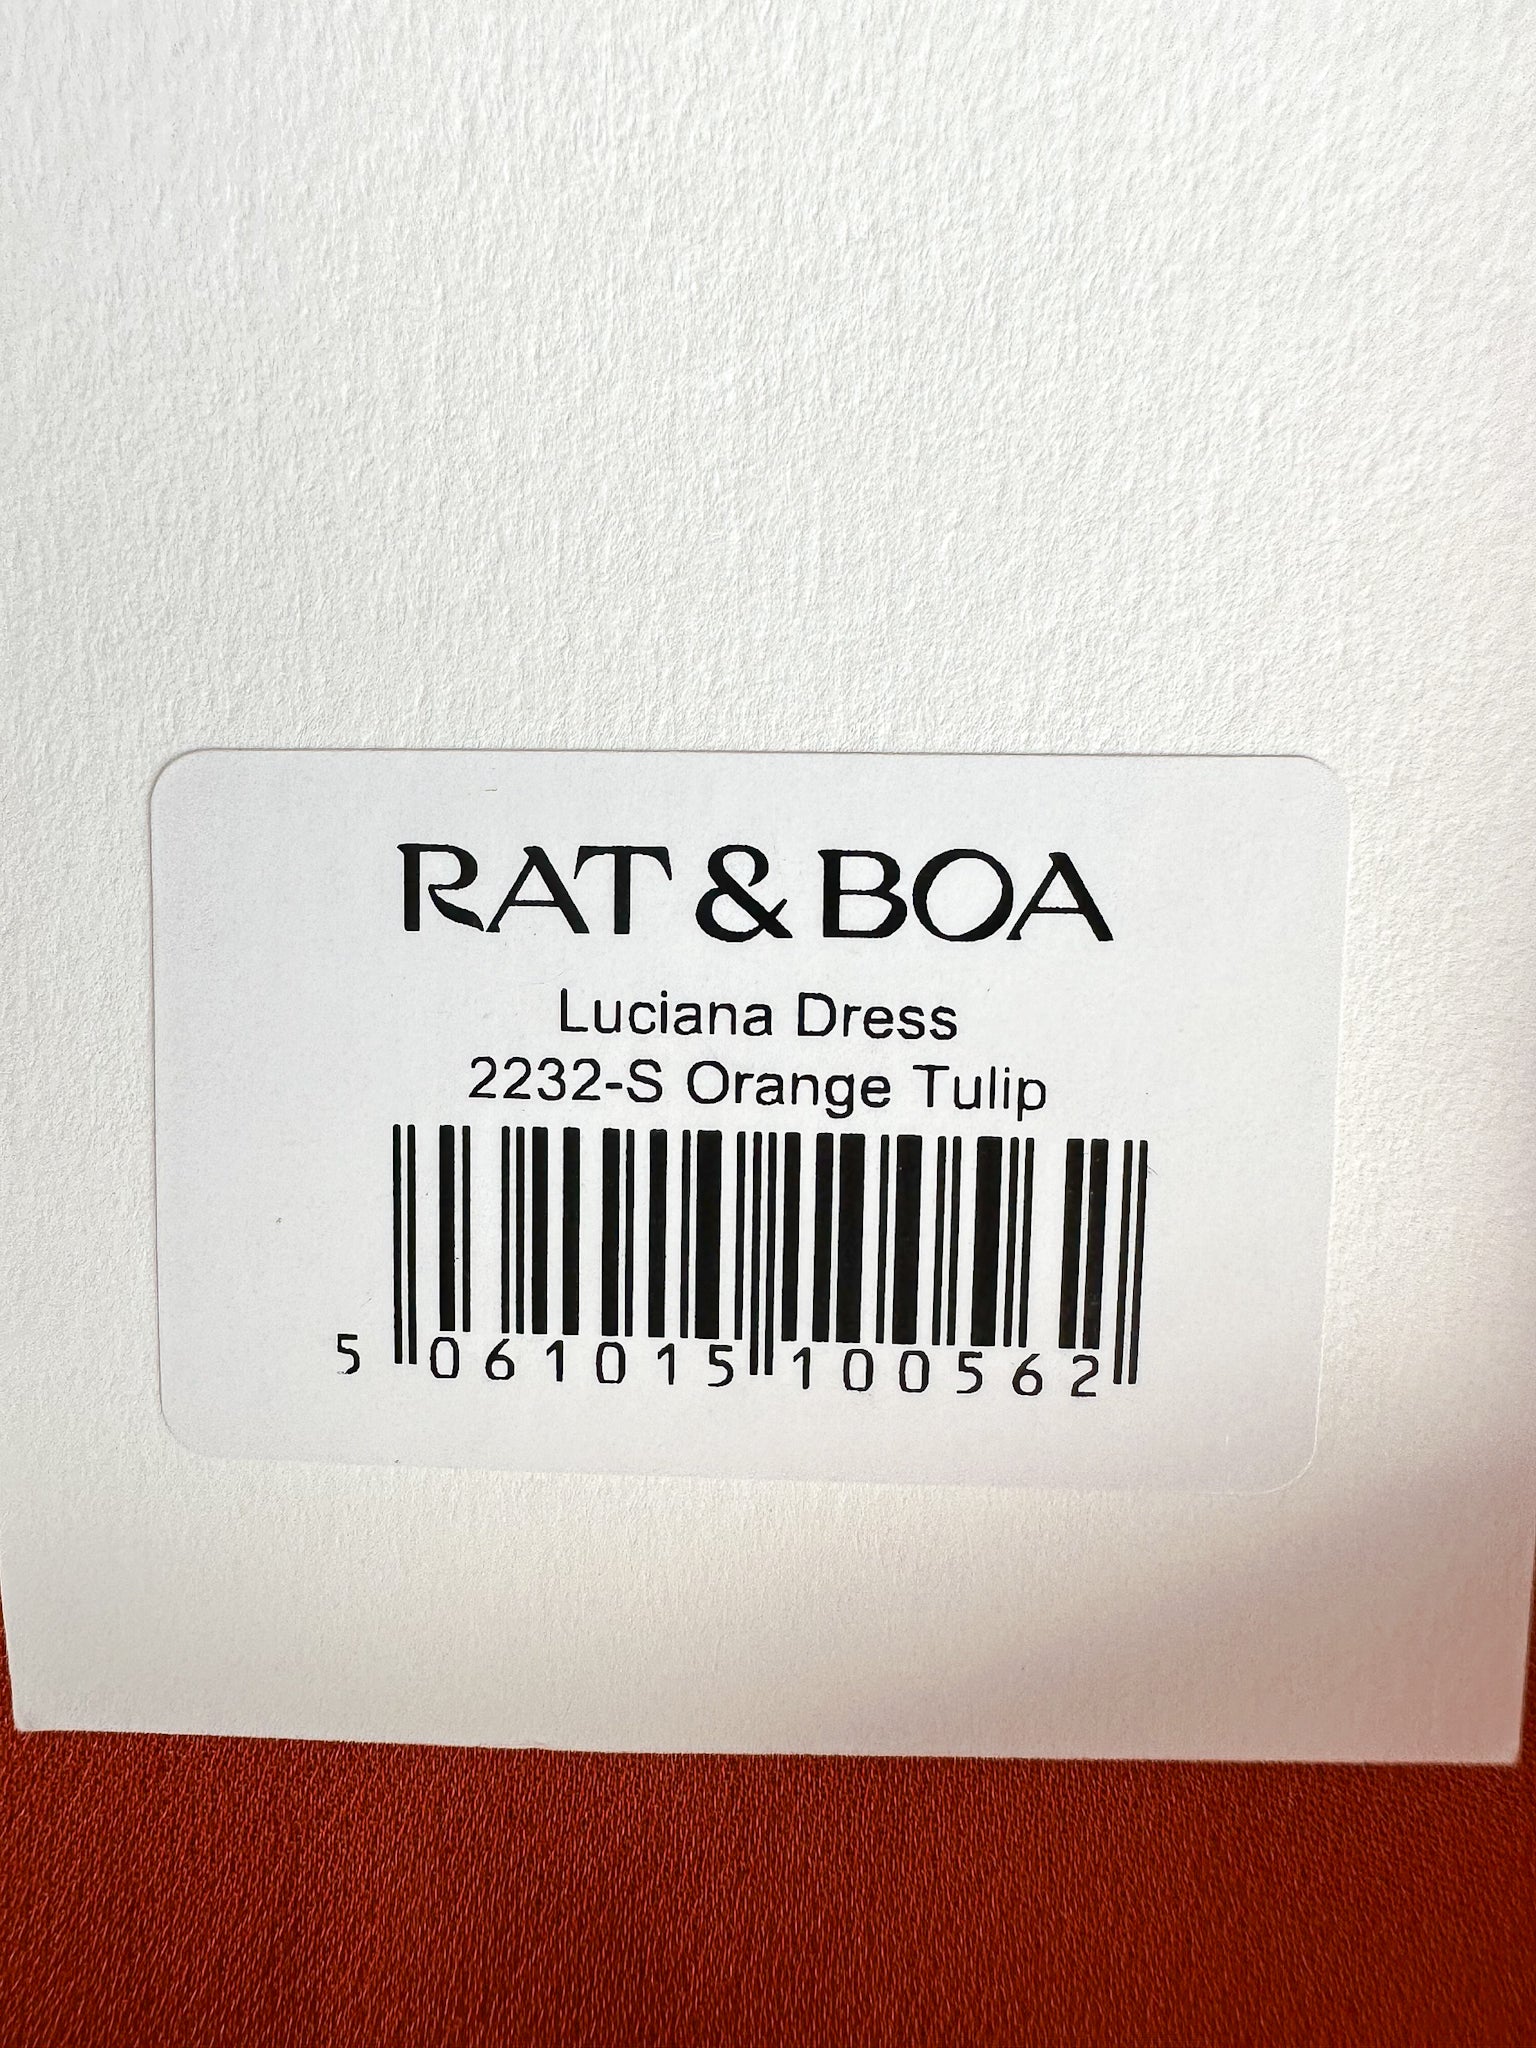 RAT & BOA
Luciana Dress
2232-S Orange Tulip
5 061015 100562